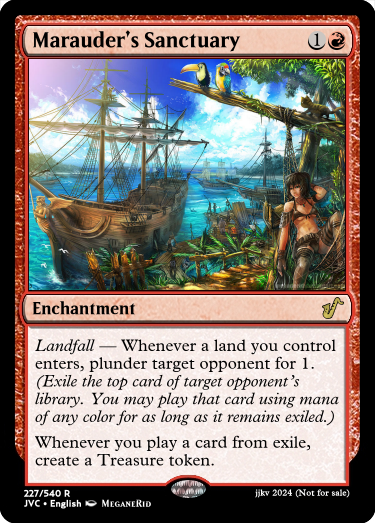 Marauder's Sanctuary 1
Enchantment
Landfall — Whenever a land you control
enters, plunder target opponent for 1.
(Exile the top card of target opponent's
library. You may play that card using mana
of any color for as long as it remains exiled.)
Whenever you play a card from exile,
create a Treasure token.
227/540 R
JVC • English MeganeRid
jjkv 2024 (Not for sale)